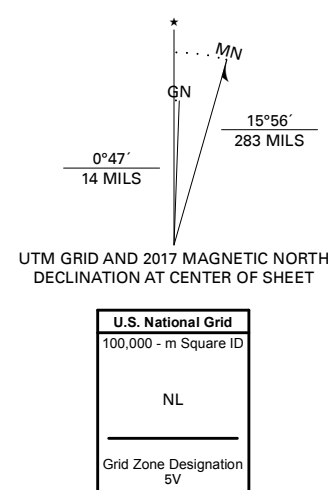 ★
MN
GN
15°56´
283 MILS
0°47´
14 MILS
UTM GRID AND 2017 MAGNETIC NORTH
DECLINATION AT CENTER OF SHEET
U.S. National Grid
100,000 - m Square ID
NL
Grid Zone Designation
5V